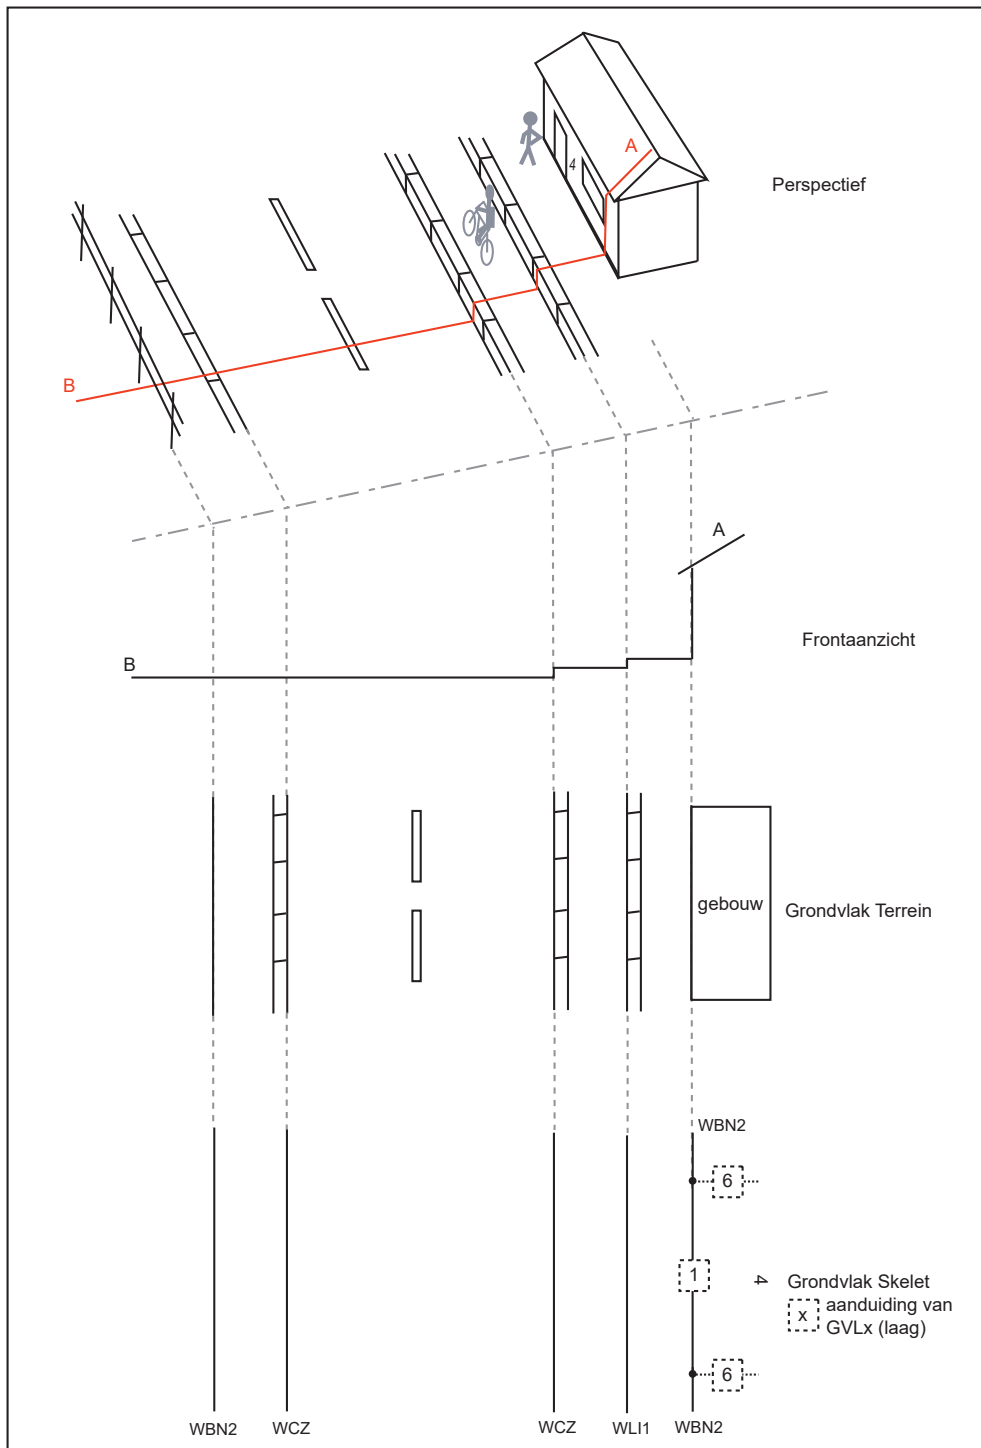 A
4
Perspectief
B
A
Frontaanzicht
B
gebouw
Grondvlak Terrein
WBN2
6
1
4
Grondvlak Skelet
x
aanduiding van
GVLx (laag)
6
WBN2
WCZ
WCZ
WLI1
WBN2